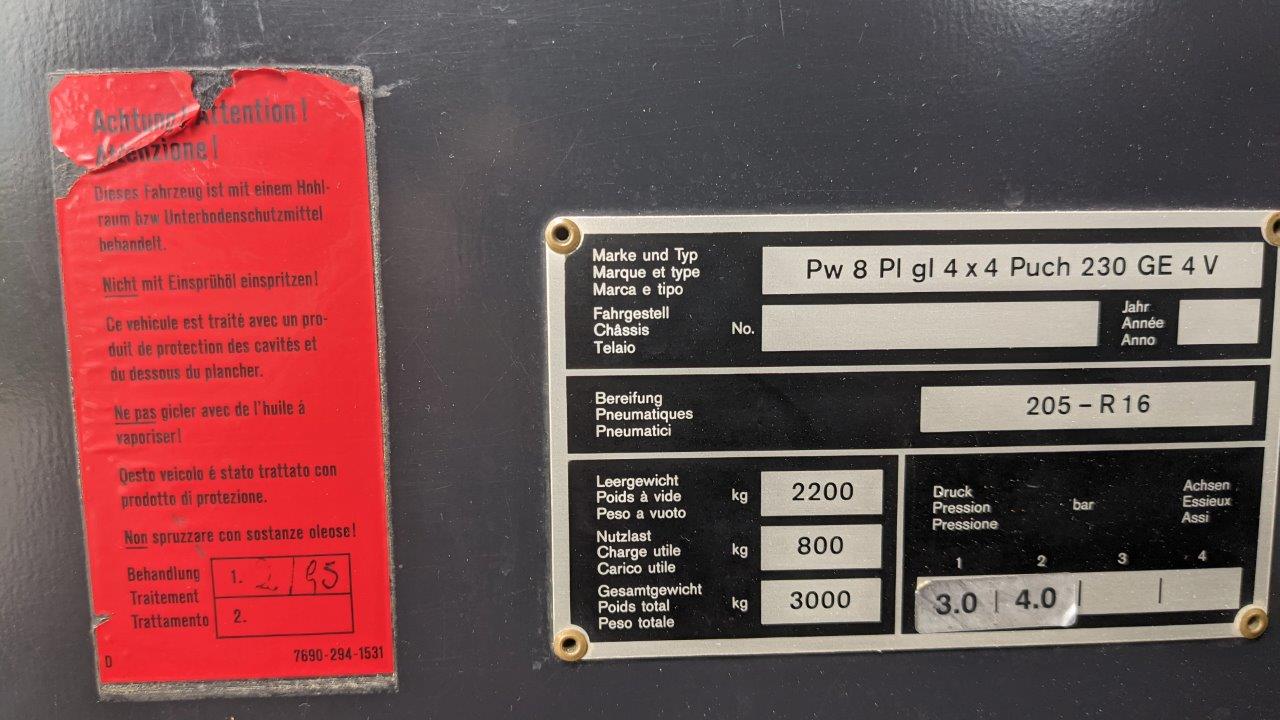 Achtung! Attention!
Attenzione!
Dieses Fahrzeug ist mit einem Hohl-
raum bzw Unterbodenschutzmittel
behandelt.
Nicht mit Einsprühöl einspritzen!
Ce vehicule est traité avec un pro-
duit de protection des cavités et
du dessous du plancher.
Ne pas gicler avec de l'huile á
vaporiser!
Qesto veicolo é stato trattato con
prodotto di protezione.
Non spruzzare con sostanze oleose!
Behandlung 1. 2/95
Traitement
Trattamento 2.
D 7690-294-1531
Marke und Typ
Marque et type Pw 8 Pl gl 4x4 Puch 230 GE 4 V
Marca e tipo
Fahrgestell Jahr
Châssis No. Année
Telaio Anno
Bereifung
Pneumatiques 205-R16
Pneumatici
Leergewicht
Poids à vide kg 2200
Peso a vuoto
Nutzlast
Charge utile kg 800
Carico utile
Gesamtgewicht
Poids total kg 3000
Peso totale
Druck Achsen
Pression bar Essieux
Pressione Assi
1 2 3 4
3.0 | 4.0 | |